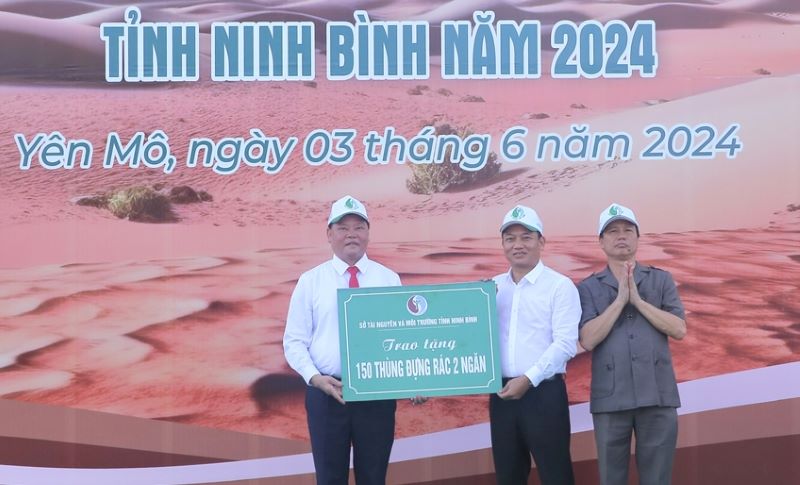 TỈNH NINH BÌNH NĂM 2024
Yên Mô, ngày 03 tháng 6 năm 2024
SỞ TÀI NGUYÊN VÀ MÔI TRƯỜNG TỈNH NINH BÌNH
Trao tặng
150 THÙNG ĐỰNG RÁC 2 NGĂN